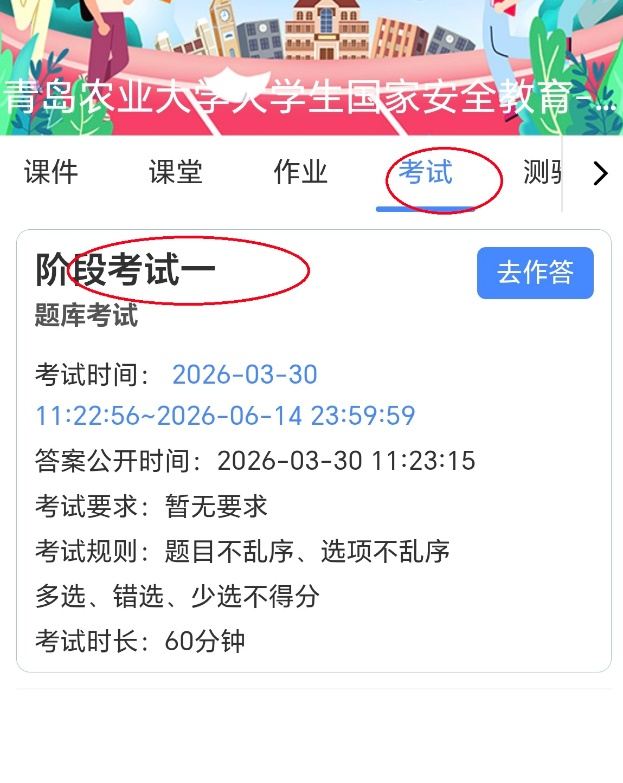 青岛农业大学大学生国家安全教育-...
课件 课堂 作业 考试 测验
阶段考试一
去作答
题库考试
考试时间： 2026-03-30
11:22:56~2026-06-14 23:59:59
答案公开时间：2026-03-30 11:23:15
考试要求：暂无要求
考试规则：题目不乱序、选项不乱序
多选、错选、少选不得分
考试时长：60分钟